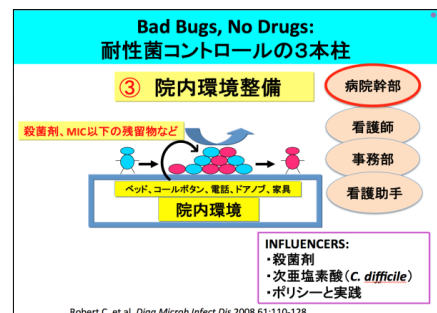 Bad Bugs, No Drugs:
耐性菌コントロールの3本柱
③ 院内環境整備
病院幹部
看護師
事務部
看護助手
殺菌剤、MIC以下の残留物など
ベッド、コールボタン、電話、ドアノブ、家具
院内環境
INFLUENCERS:
・殺菌剤
・次亜塩素酸(C. difficile)
・ポリシーと実践
Robert C, et al. Diag Microb Infect Dis 2008 61:110-128